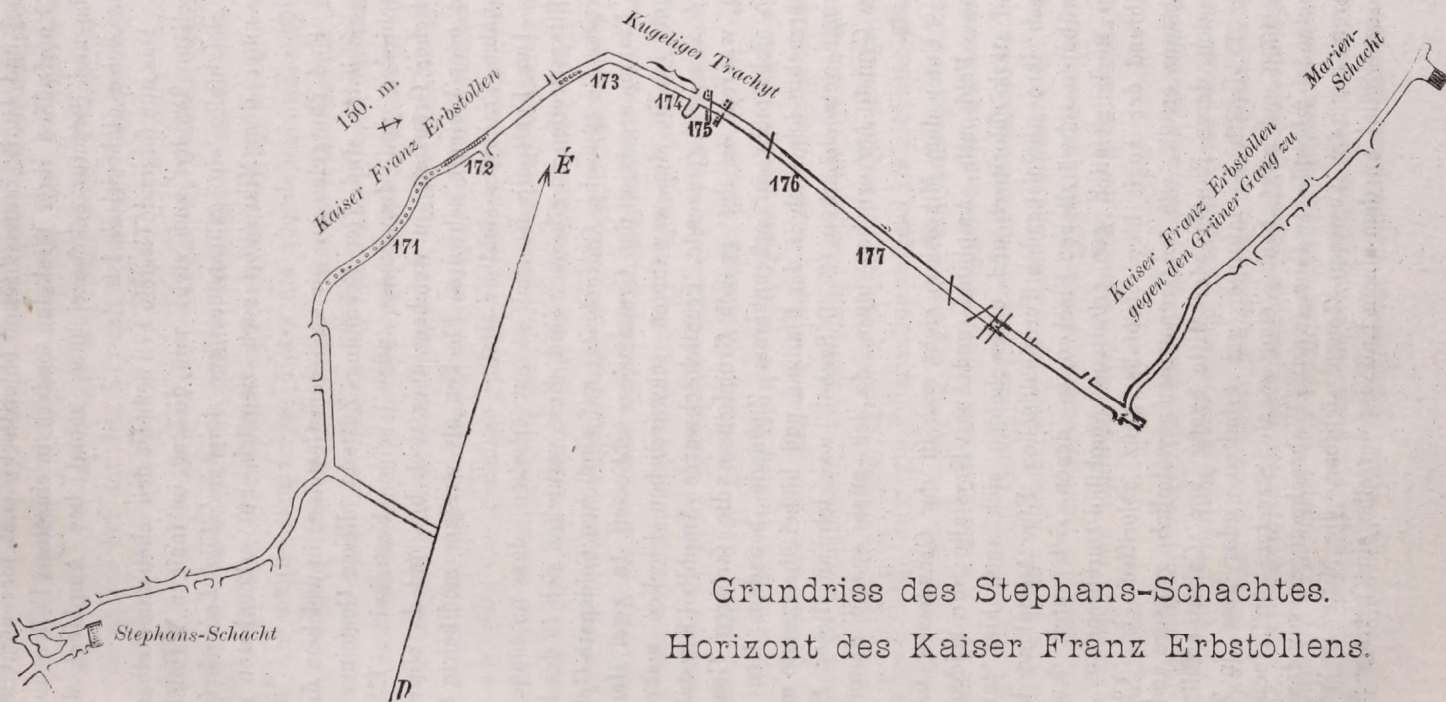 Kugeliger Trachyt
173
174
175
150. m.
Kaiser Franz Erbstollen
172
171
É
176
177
Marien-
Schacht
Kaiser Franz Erbstollen
gegen den Grüner Gang zu
Stephans-Schacht
D
Grundriss des Stephans-Schachtes.
Horizont des Kaiser Franz Erbstollens.